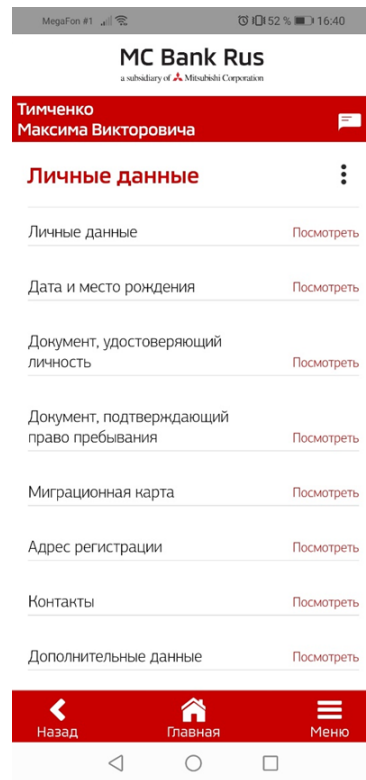 MegaFon #1 52 % 16:40
MC Bank Rus
a subsidiary of Mitsubishi Corporation
Тимченко
Максима Викторовича
Личные данные
Личные данные Посмотреть
Дата и место рождения Посмотреть
Документ, удостоверяющий
личность Посмотреть
Документ, подтверждающий
право пребывания Посмотреть
Миграционная карта Посмотреть
Адрес регистрации Посмотреть
Контакты Посмотреть
Дополнительные данные Посмотреть
Назад Главная Меню